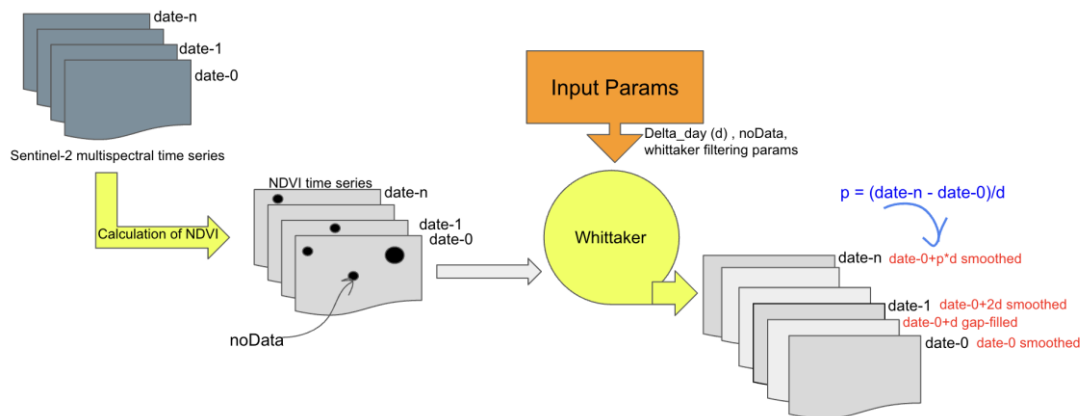 date-n
date-1
date-0
Sentinel-2 multispectral time series
Calculation of NDVI
NDVI time series
date-n
date-1
date-0
noData
Input Params
Delta_day (d) , noData,
whittaker filtering params
Whittaker
p = (date-n - date-0)/d
date-n date-0+p*d smoothed
date-1 date-0+2d smoothed
date-0+d gap-filled
date-0 date-0 smoothed